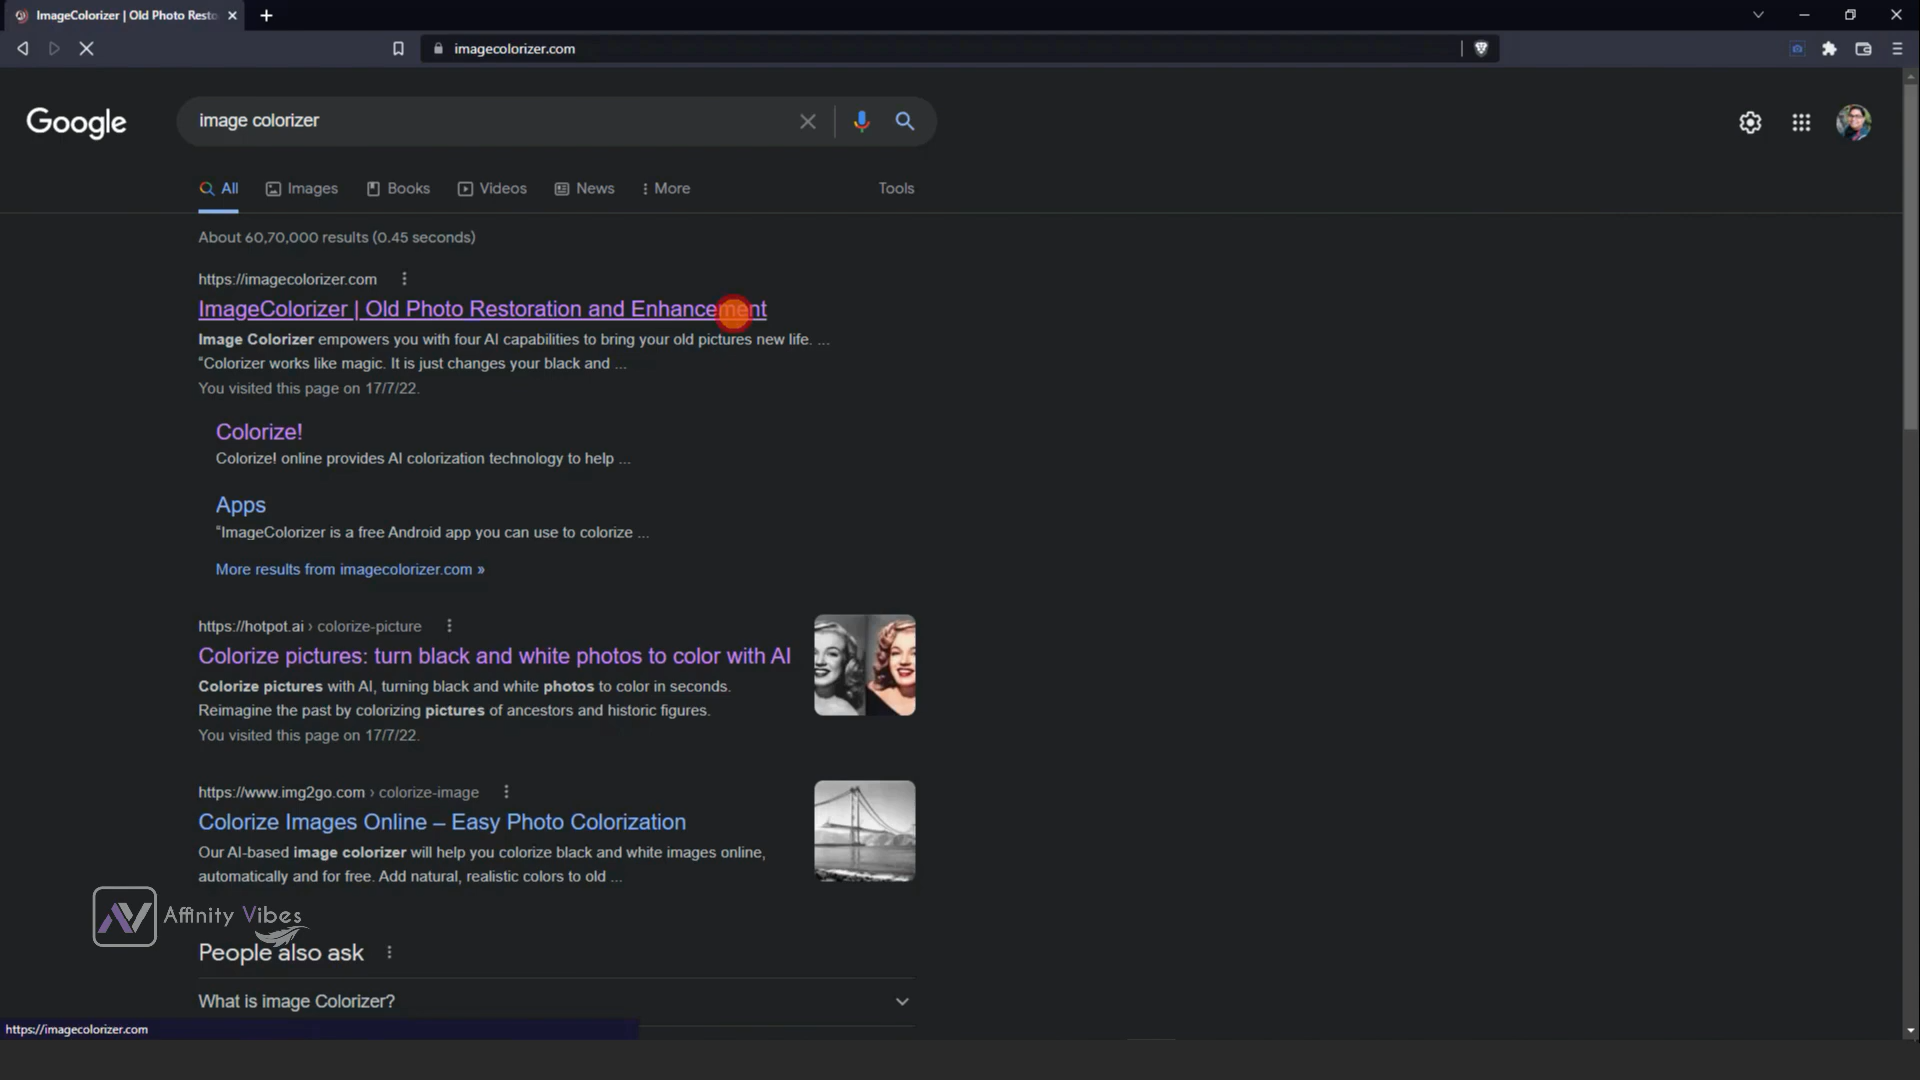 ImageColorizer | Old Photo Resto
imagecolorizer.com
Google
image colorizer
All
Images
Books
Videos
News
More
Tools
About 60,70,000 results (0.45 seconds)
https://imagecolorizer.com
ImageColorizer | Old Photo Restoration and Enhancement
Image Colorizer empowers you with four AI capabilities to bring your old pictures new life. ...
“Colorizer works like magic. It is just changes your black and ...
You visited this page on 17/7/22.
Colorize!
Colorize! online provides AI colorization technology to help ...
Apps
“ImageColorizer is a free Android app you can use to colorize ...
More results from imagecolorizer.com »
https://hotpot.ai › colorize-picture
Colorize pictures: turn black and white photos to color with AI
Colorize pictures with AI, turning black and white photos to color in seconds.
Reimagine the past by colorizing pictures of ancestors and historic figures.
You visited this page on 17/7/22.
https://www.img2go.com › colorize-image
Colorize Images Online – Easy Photo Colorization
Our AI-based image colorizer will help you colorize black and white images online,
automatically and for free. Add natural, realistic colors to old ...
AV Affinity Vibes
People also ask
What is image Colorizer?
https://imagecolorizer.com